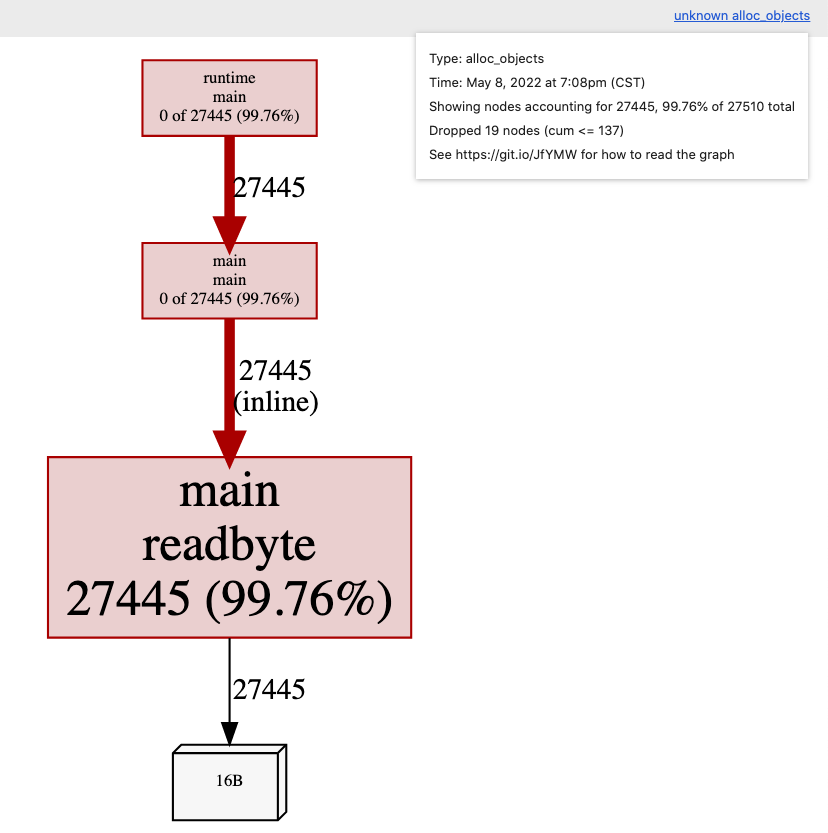 unknown alloc_objects
Type: alloc_objects
Time: May 8, 2022 at 7:08pm (CST)
Showing nodes accounting for 27445, 99.76% of 27510 total
Dropped 19 nodes (cum <= 137)
See https://git.io/JfYMW for how to read the graph
runtime
main
0 of 27445 (99.76%)
27445
main
main
0 of 27445 (99.76%)
27445
(inline)
main
readbyte
27445 (99.76%)
27445
16B